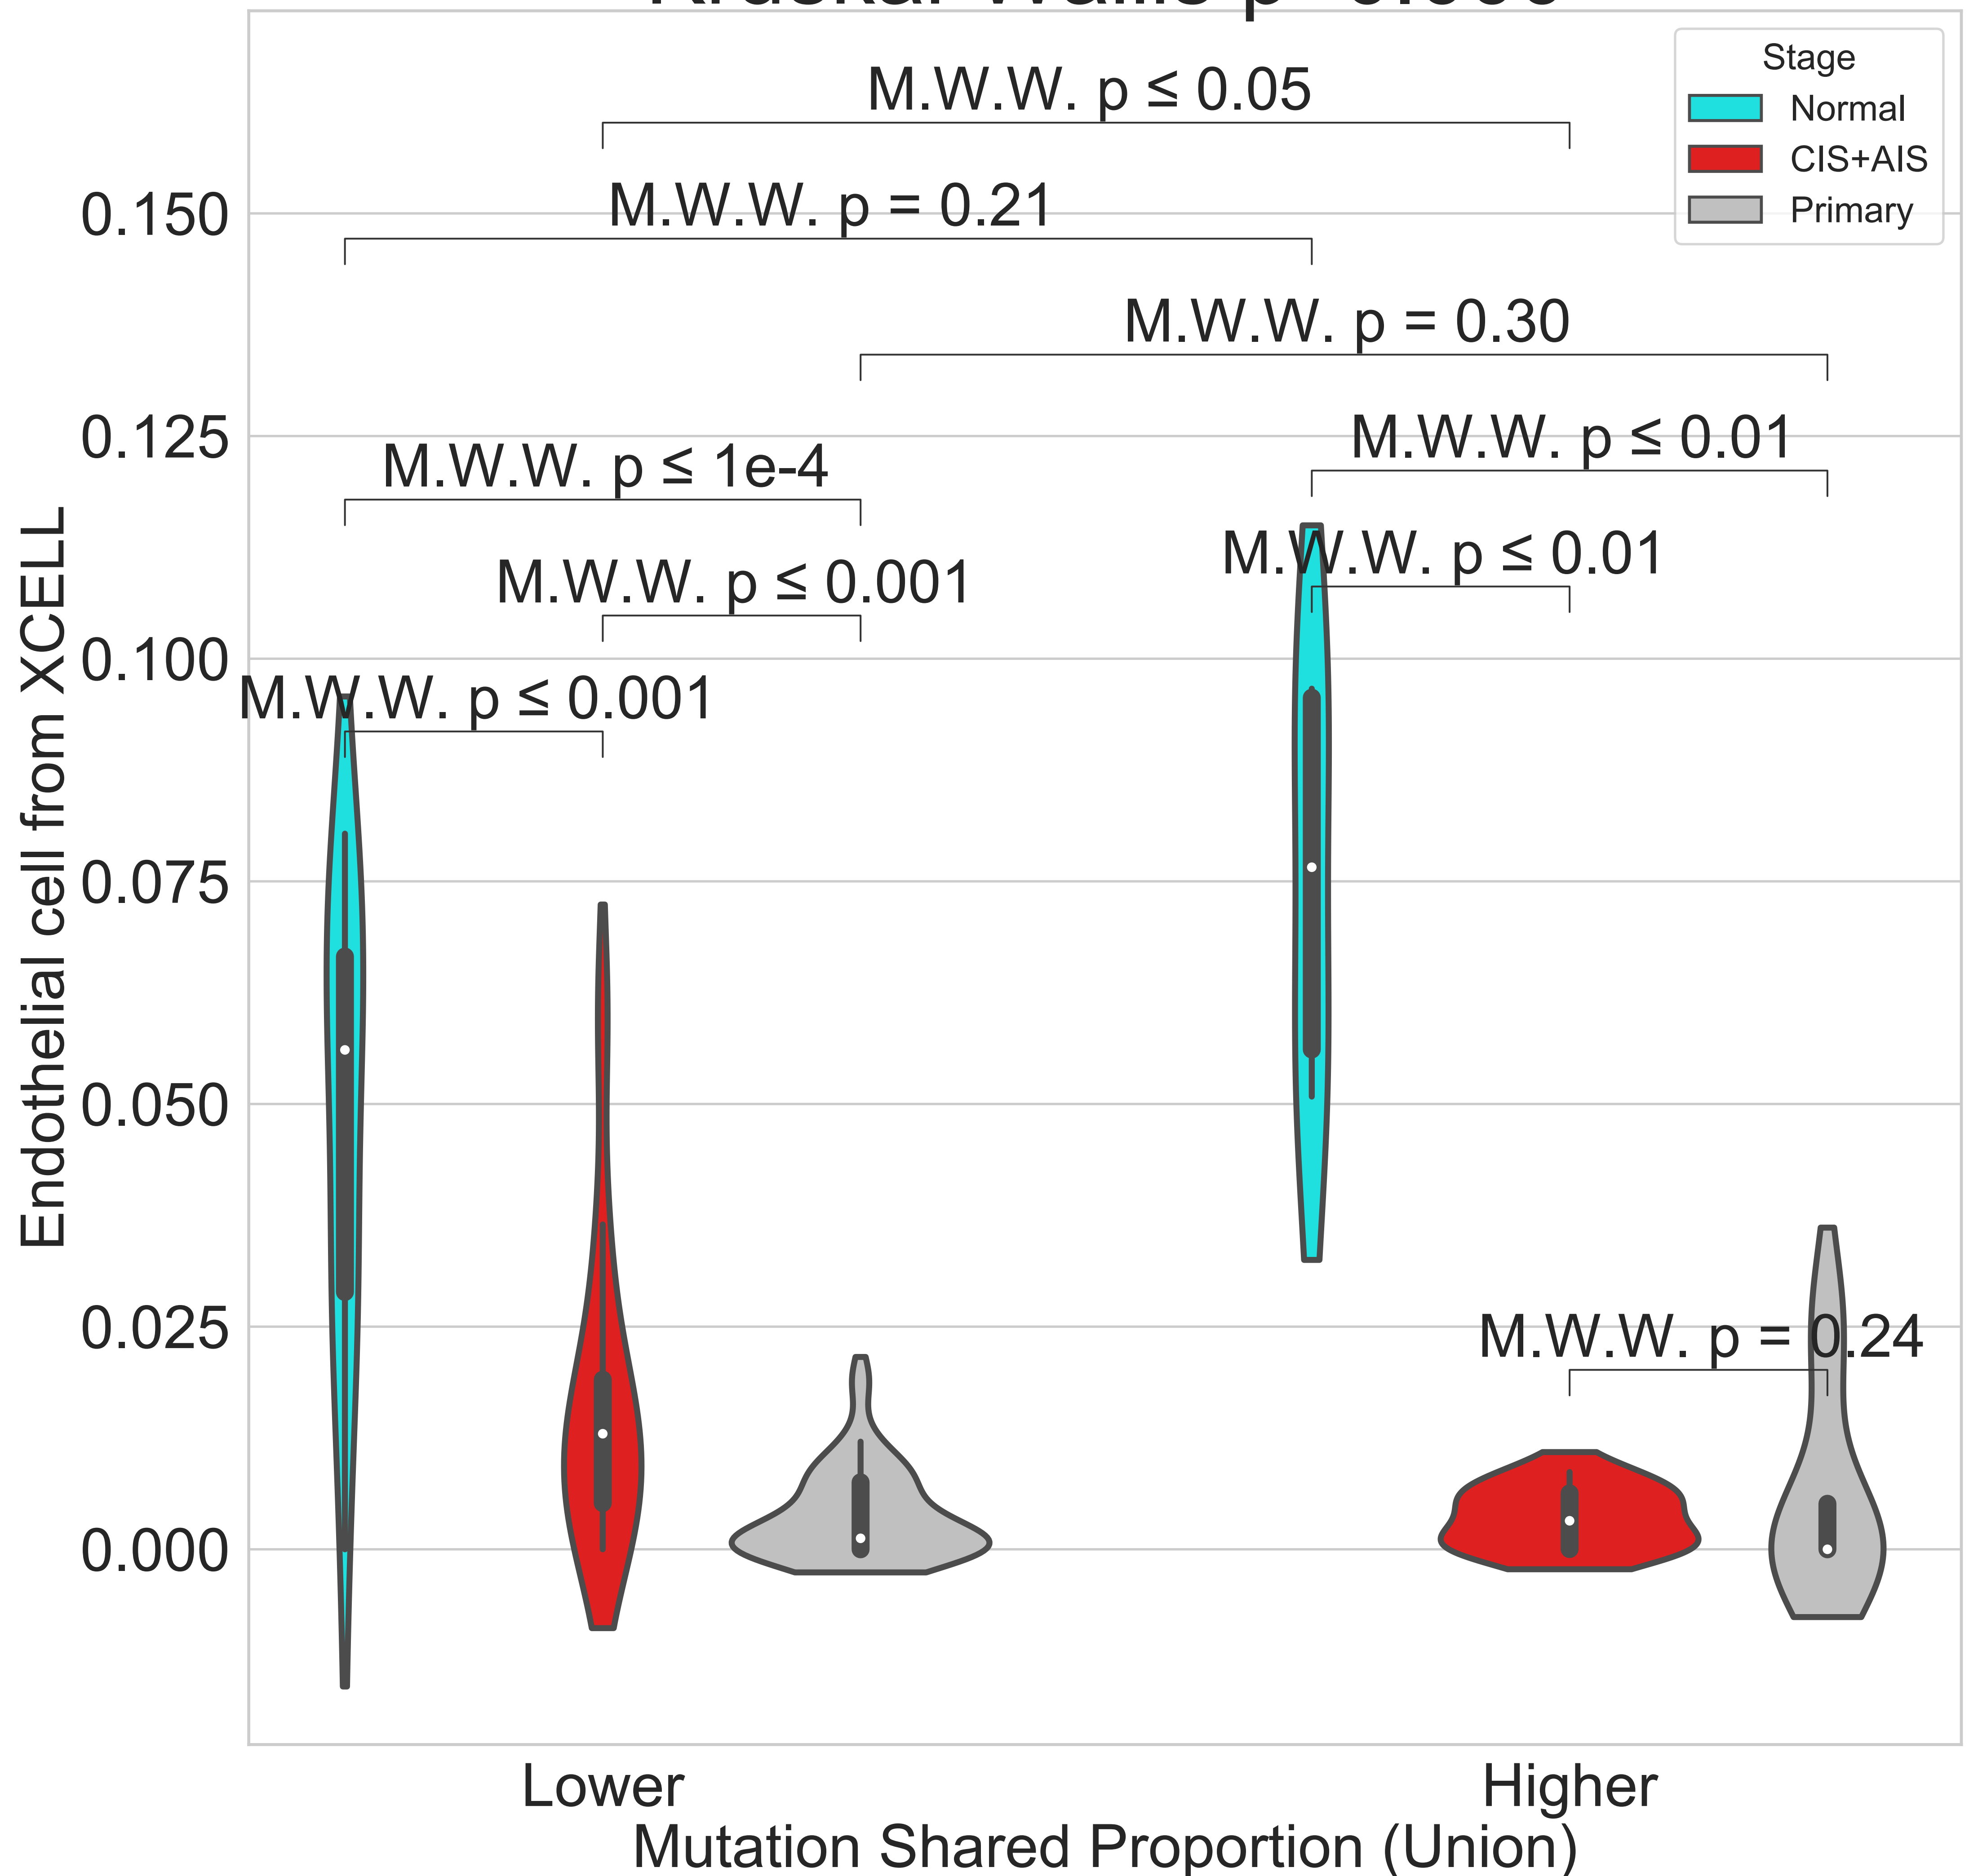 Stage
Normal
CIS+AIS
Primary
M.W.W. p ≤ 0.05
M.W.W. p = 0.21
M.W.W. p = 0.30
M.W.W. p ≤ 0.01
M.W.W. p ≤ 1e-4
M.W.W. p ≤ 0.01
M.W.W. p ≤ 0.001
M.W.W. p ≤ 0.001
M.W.W. p = 0.24
0.150
0.125
0.100
0.075
0.050
0.025
0.000
Endothelial cell from XCELL
Lower
Higher
Mutation Shared Proportion (Union)